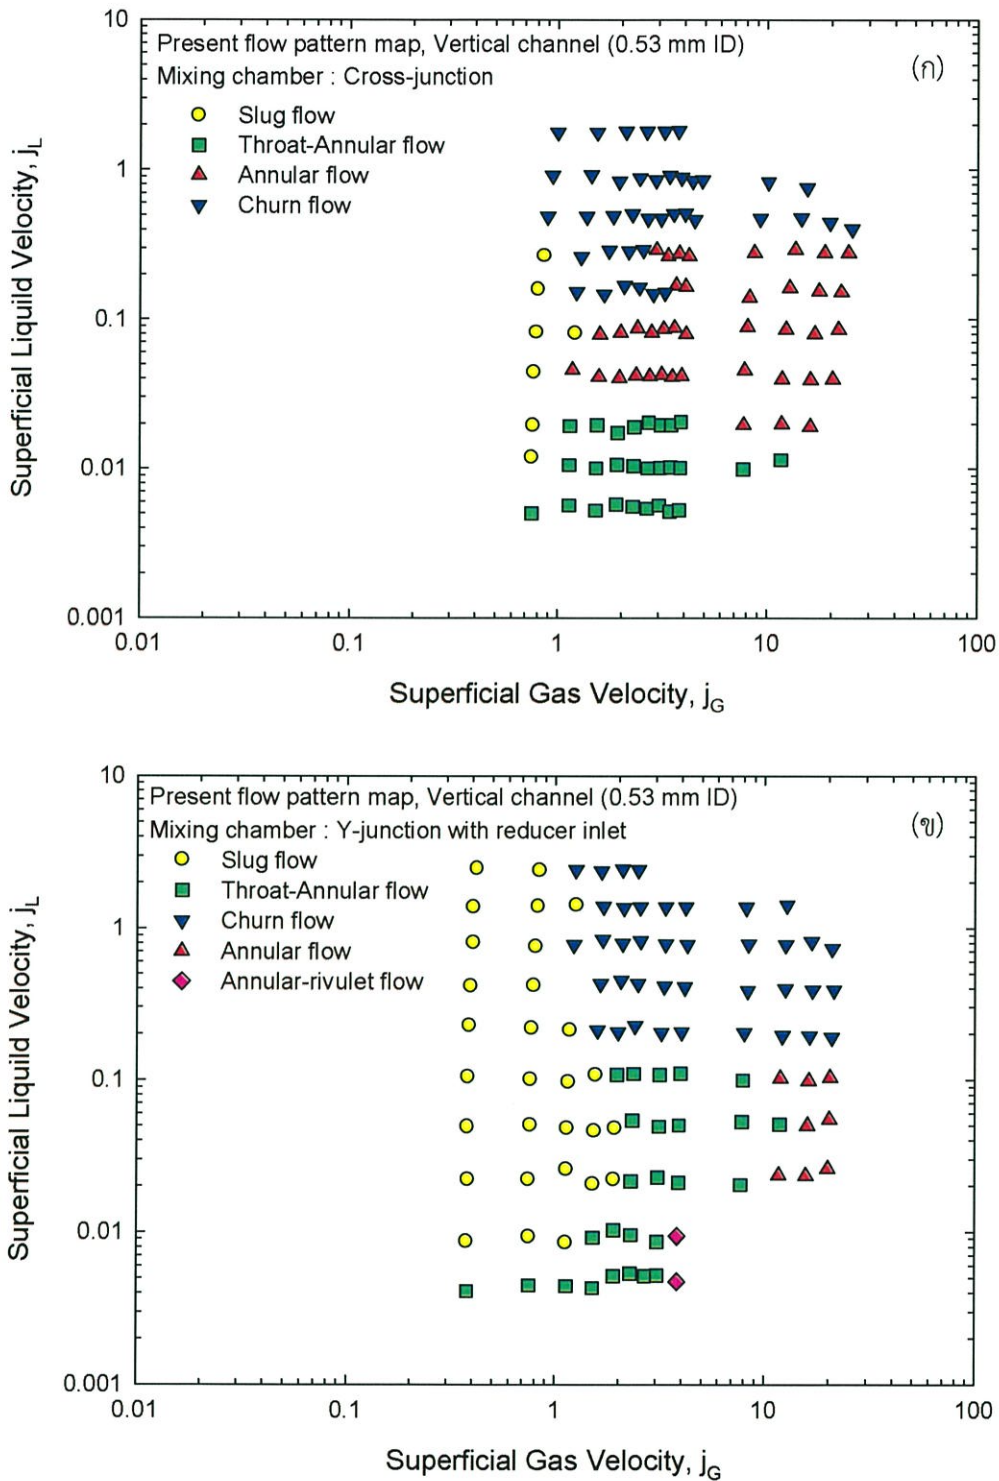 10
Present flow pattern map, Vertical channel (0.53 mm ID)
(ก)
Mixing chamber : Cross-junction
Slug flow
Throat-Annular flow
Annular flow
Churn flow
1
0.1
0.01
0.001
Superficial Liquild Velocity, jL
0.01 0.1 1 10 100
Superficial Gas Velocity, jG
10
Present flow pattern map, Vertical channel (0.53 mm ID)
(ข)
Mixing chamber : Y-junction with reducer inlet
Slug flow
Throat-Annular flow
Churn flow
Annular flow
Annular-rivulet flow
1
0.1
0.01
0.001
Superficial Liquild Velocity, jL
0.01 0.1 1 10 100
Superficial Gas Velocity, jG